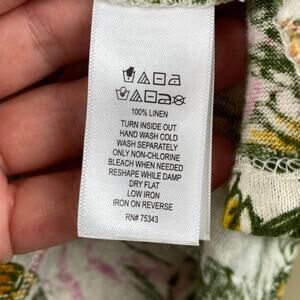 100% LINEN
TURN INSIDE OUT
HAND WASH COLD
WASH SEPARATELY
ONLY NON-CHLORINE
BLEACH WHEN NEEDED
RESHAPE WHILE DAMP
DRY FLAT
LOW IRON
IRON ON REVERSE
RN# 75343